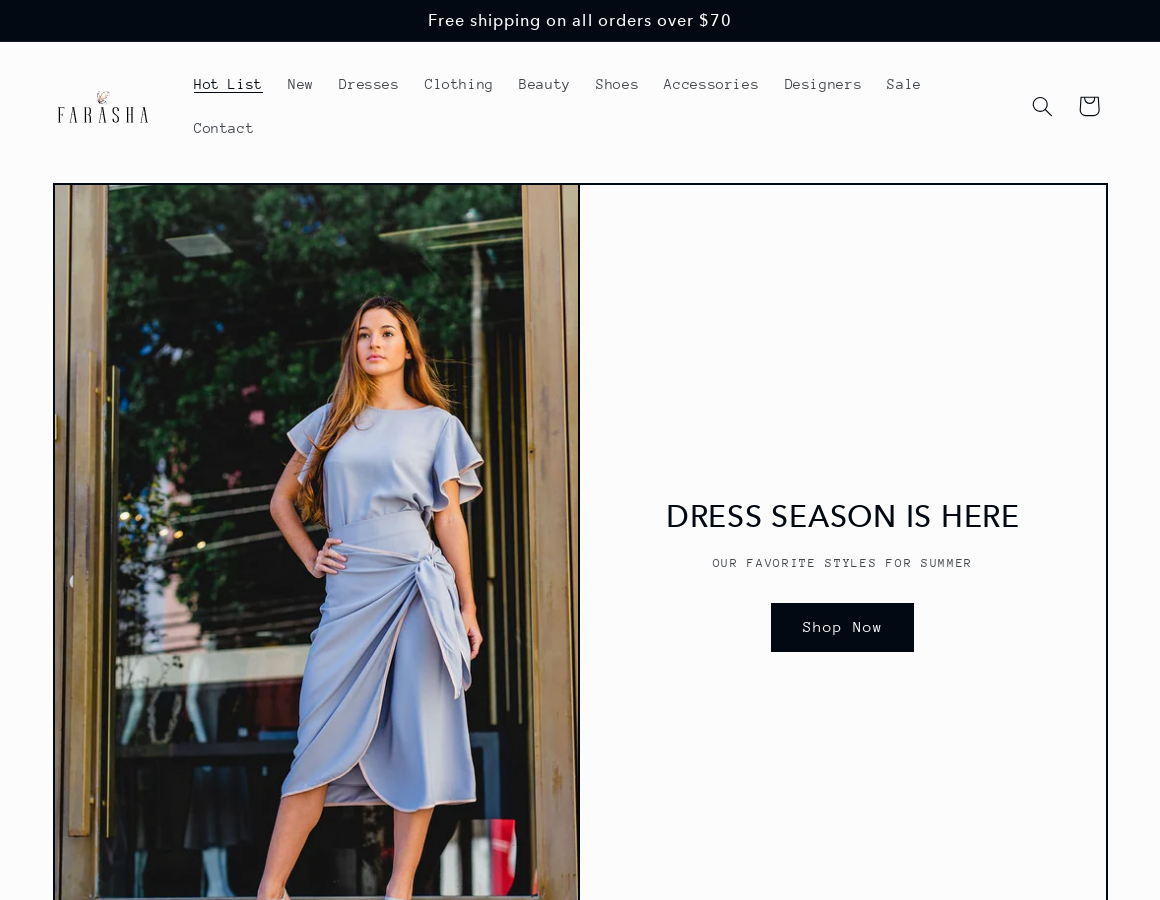 Free shipping on all orders over $70
FARASHA
Hot List New Dresses Clothing Beauty Shoes Accessories Designers Sale
Contact
DRESS SEASON IS HERE
OUR FAVORITE STYLES FOR SUMMER
Shop Now